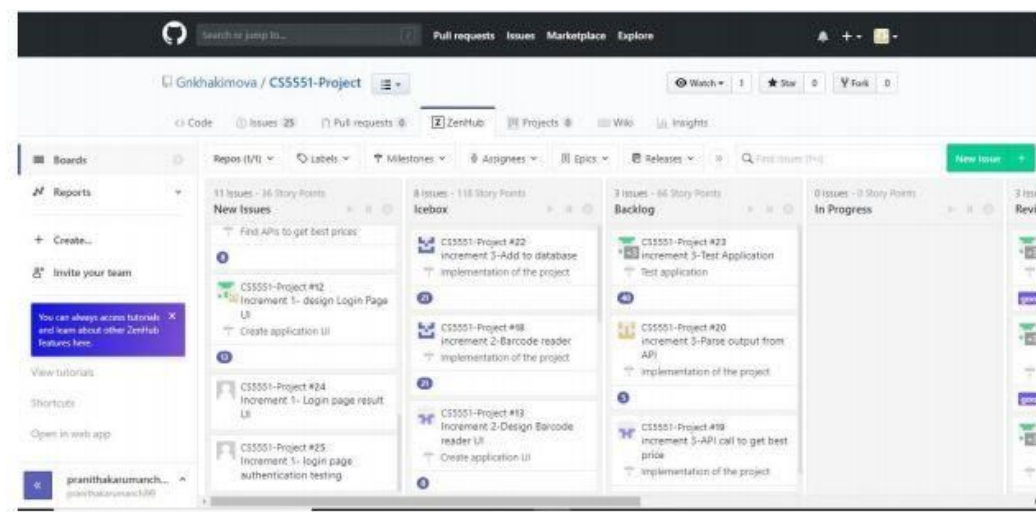 Search or jump to...
Pull requests Issues Marketplace Explore
Gnkhakimova / CS5551-Project
Watch 1 Star 0 Fork 0
Code Issues 25 Pull requests 0 ZenHub Projects 0 Wiki Insights
Boards
Reports
Create...
Invite your team
You can always access tutorials
and learn about other ZenHub
features here.
View tutorials
Shortcuts
Open in web app
pranithakarumanch...
Repos (1/1) Labels Milestones Assignees Epics Releases
New Issue
11 Issues - 36 Story Points
New Issues
Find APIs to get best prices
8
CS5551-Project #12
Increment 1- design Login Page
UI
Create application UI
13
CS5551-Project #24
Increment 1- Login page result
UI
CS5551-Project #25
Increment 1- login page
authentication testing
8 Issues - 118 Story Points
Icebox
CS5551-Project #22
increment 3-Add to database
Implementation of the project
21
CS5551-Project #18
increment 2-Barcode reader
Implementation of the project
21
CS5551-Project #13
Increment 2-Design Barcode
reader UI
Create application UI
3 Issues - 66 Story Points
Backlog
CS5551-Project #23
increment 3-Test Application
Test application
40
CS5551-Project #20
increment 3-Parse output from
API
Implementation of the project
5
CS5551-Project #19
increment 3-API call to get best
price
Implementation of the project
0 Issues - 0 Story Points
In Progress
3 Iss
Revi